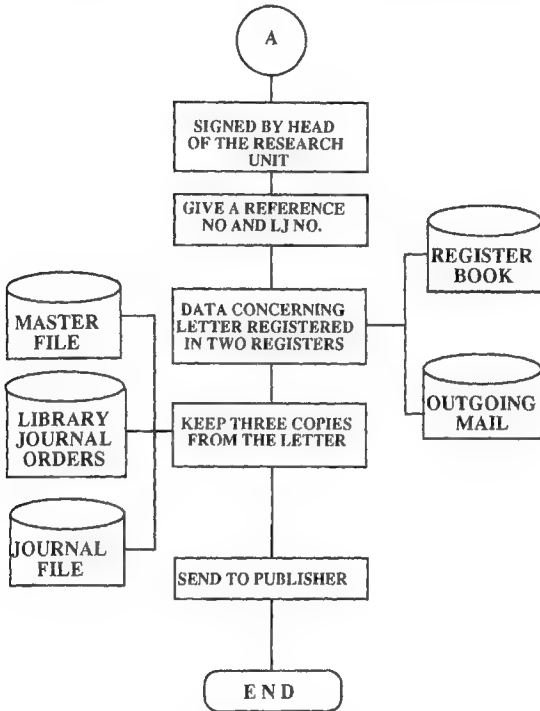 A
SIGNED BY HEAD
OF THE RESEARCH
UNIT
GIVE A REFERENCE
NO AND LJ NO.
REGISTER
BOOK
DATA CONCERNING
LETTER REGISTERED
IN TWO REGISTERS
MASTER
FILE
OUTGOING
MAIL
KEEP THREE COPIES
FROM THE LETTER
LIBRARY
JOURNAL
ORDERS
JOURNAL
FILE
SEND TO PUBLISHER
END